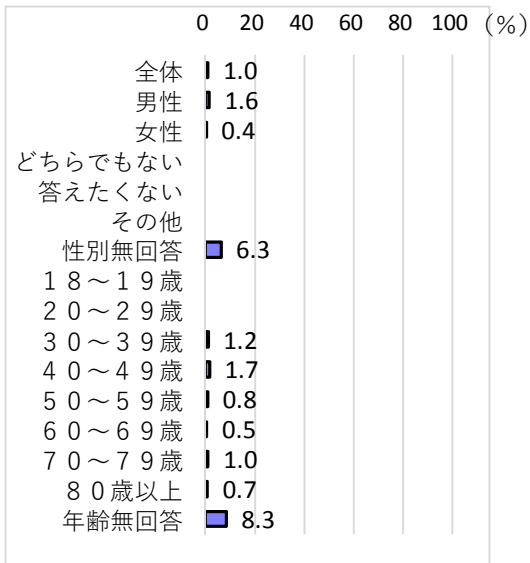 0 20 40 60 80 100 (%)
全体 1.0
男性 1.6
女性 0.4
どちらでもない
答えたくない
その他
性別無回答 6.3
１８～１９歳
２０～２９歳
３０～３９歳 1.2
４０～４９歳 1.7
５０～５９歳 0.8
６０～６９歳 0.5
７０～７９歳 1.0
８０歳以上 0.7
年齢無回答 8.3